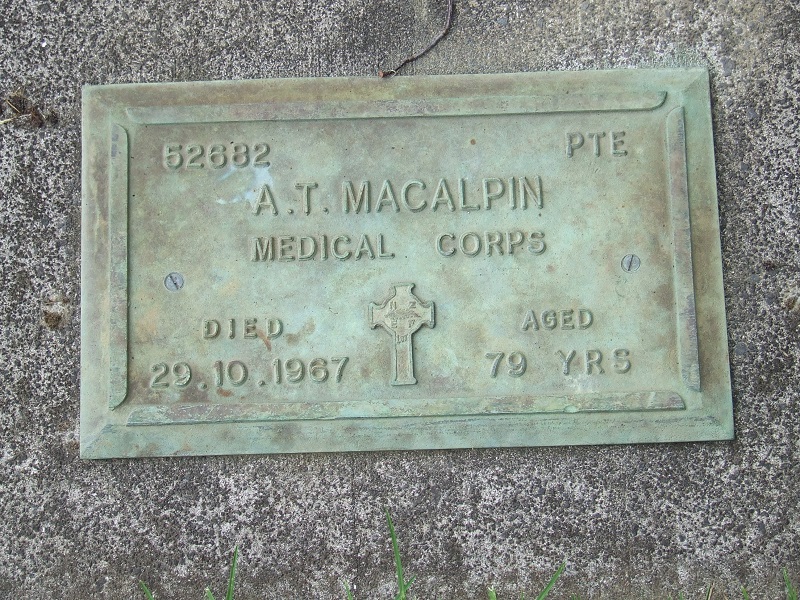 52682 PTE
A.T. MACALPIN
MEDICAL CORPS
DIED AGED
29.10.1967 79 YRS